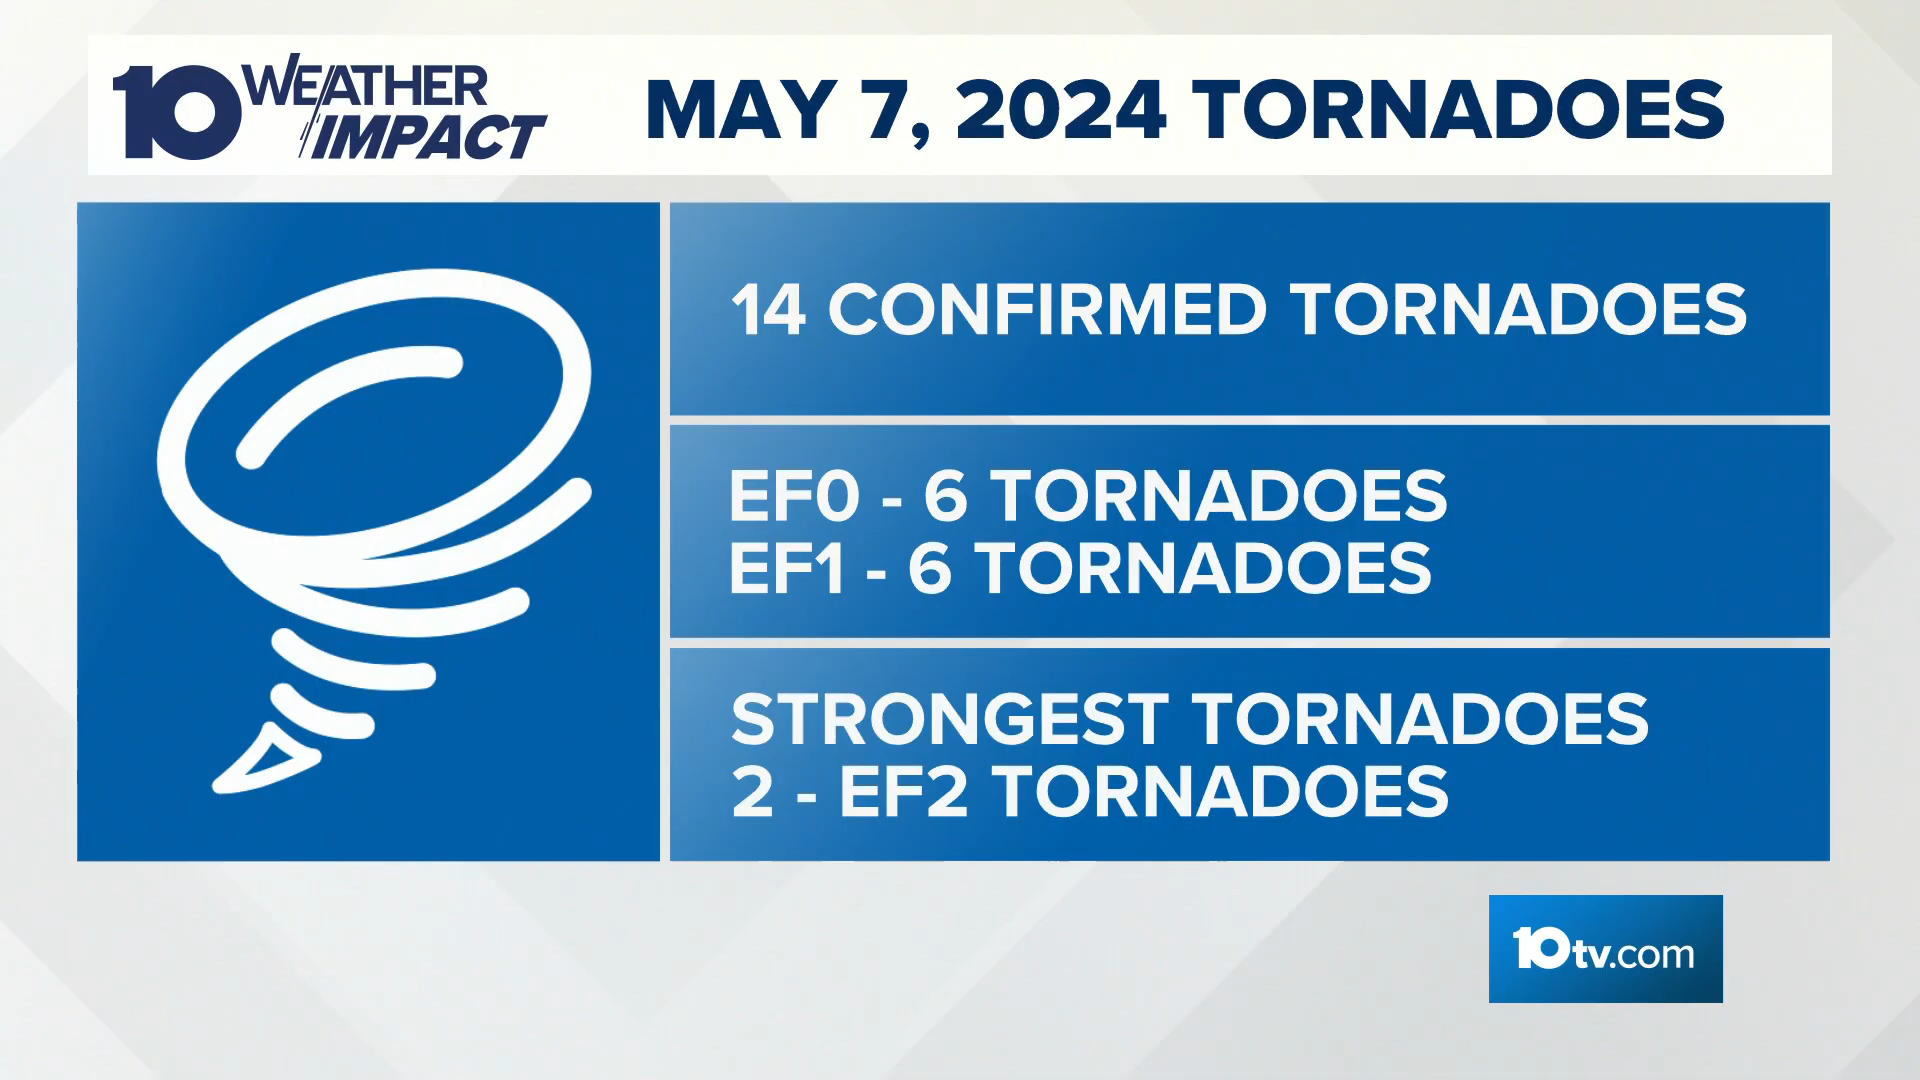 10 WEATHER IMPACT
MAY 7, 2024 TORNADOES
14 CONFIRMED TORNADOES
EF0 - 6 TORNADOES
EF1 - 6 TORNADOES
STRONGEST TORNADOES
2 - EF2 TORNADOES
10tv.com